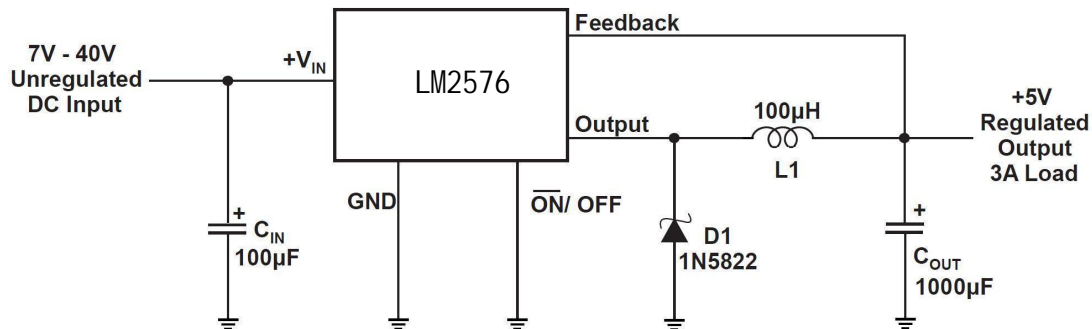 Feedback
7V - 40V
Unregulated
DC Input
+VIN
LM2576
Output
100µH
L1
+5V
Regulated
Output
3A Load
GND
ON/ OFF
+
CIN
100µF
D1
1N5822
+
COUT
1000µF